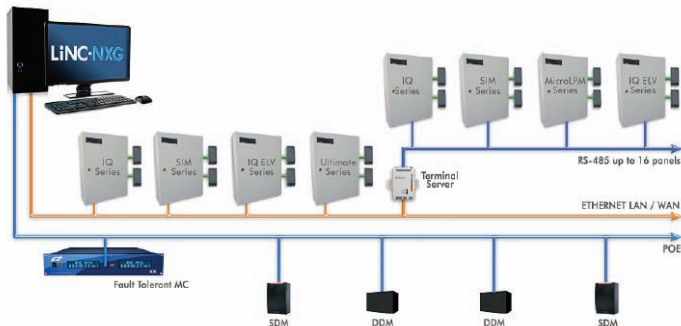 LiNC-NXG
IQ
Series
SIM
Series
MicroLPM
Series
IQ ELV
Series
RS-485 up to 16 panels
IQ
Series
SIM
Series
IQ ELV
Series
Ultimate
Series
Terminal
Server
ETHERNET LAN / WAN
POE
Fault Tolerant MC
SDM
DDM
DDM
SDM